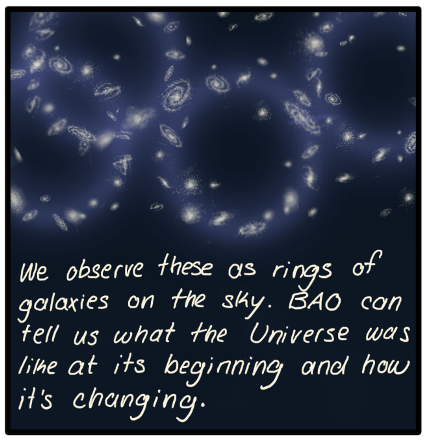 We observe these as rings of
galaxies on the sky. BAO can
tell us what the Universe was
like at its beginning and how
it's changing.